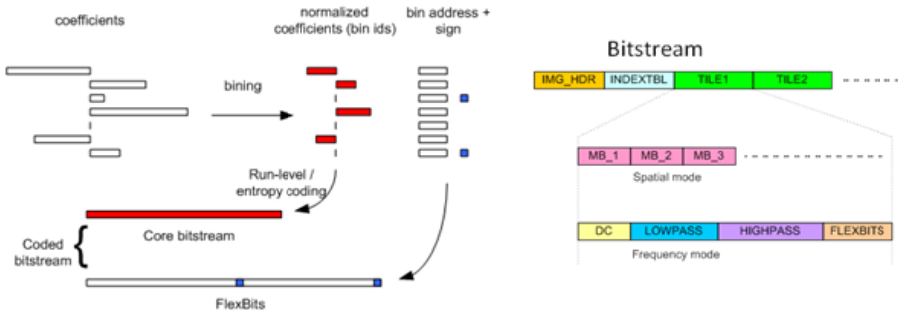 coefficients
normalized
coefficients (bin ids)
bin address +
sign
bining
Run-level /
entropy coding
Core bitstream
Coded
bitstream
FlexBits
Bitstream
IMG_HDR INDEXTBL TILE1 TILE2
MB_1 MB_2 MB_3
Spatial mode
DC LOWPASS HIGHPASS FLEXBITS
Frequency mode